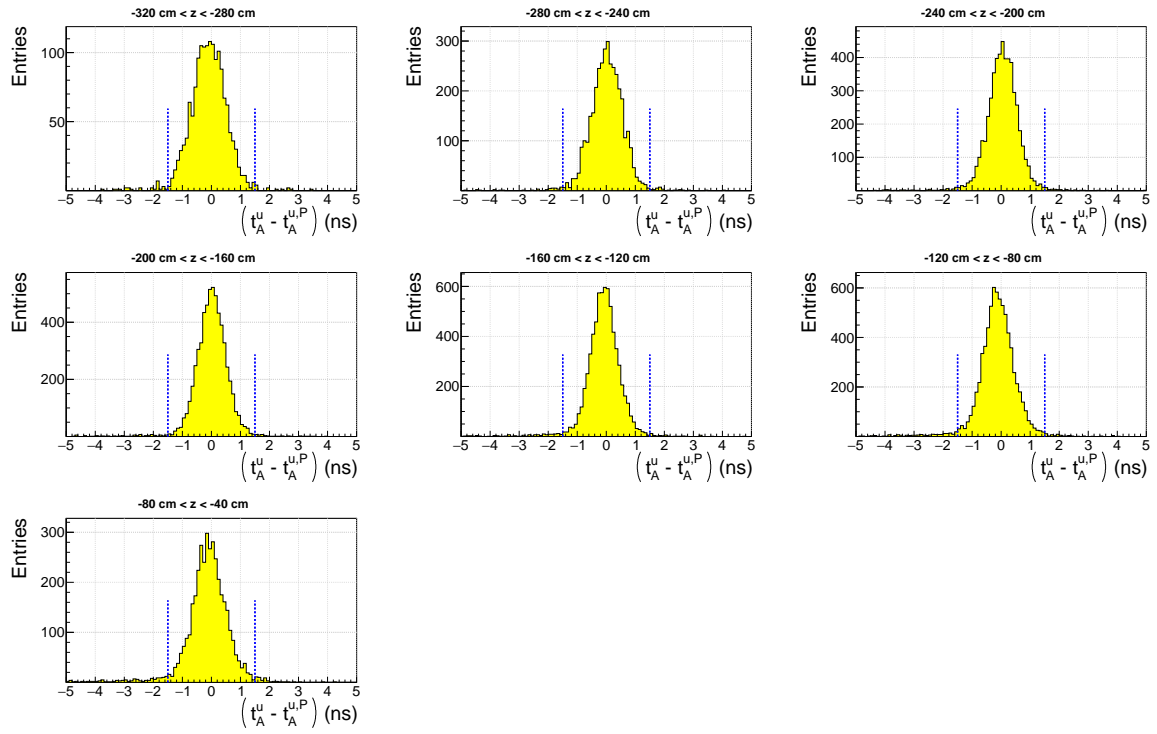 -320 cm < z < -280 cm
Entries
100
50
−5 −4 −3 −2 −1 0 1 2 3 4 5
(t_A^u - t_A^{u,P}) (ns)
-280 cm < z < -240 cm
Entries
300
200
100
−5 −4 −3 −2 −1 0 1 2 3 4 5
(t_A^u - t_A^{u,P}) (ns)
-240 cm < z < -200 cm
Entries
400
300
200
100
−5 −4 −3 −2 −1 0 1 2 3 4 5
(t_A^u - t_A^{u,P}) (ns)
-200 cm < z < -160 cm
Entries
400
200
−5 −4 −3 −2 −1 0 1 2 3 4 5
(t_A^u - t_A^{u,P}) (ns)
-160 cm < z < -120 cm
Entries
600
400
200
−5 −4 −3 −2 −1 0 1 2 3 4 5
(t_A^u - t_A^{u,P}) (ns)
-120 cm < z < -80 cm
Entries
600
400
200
−5 −4 −3 −2 −1 0 1 2 3 4 5
(t_A^u - t_A^{u,P}) (ns)
-80 cm < z < -40 cm
Entries
300
200
100
−5 −4 −3 −2 −1 0 1 2 3 4 5
(t_A^u - t_A^{u,P}) (ns)